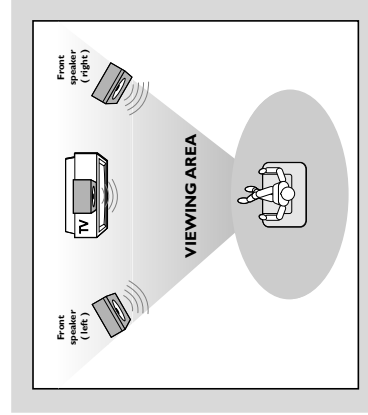 Front
speaker
( right )
TV
VIEWING AREA
Front
speaker
( left )